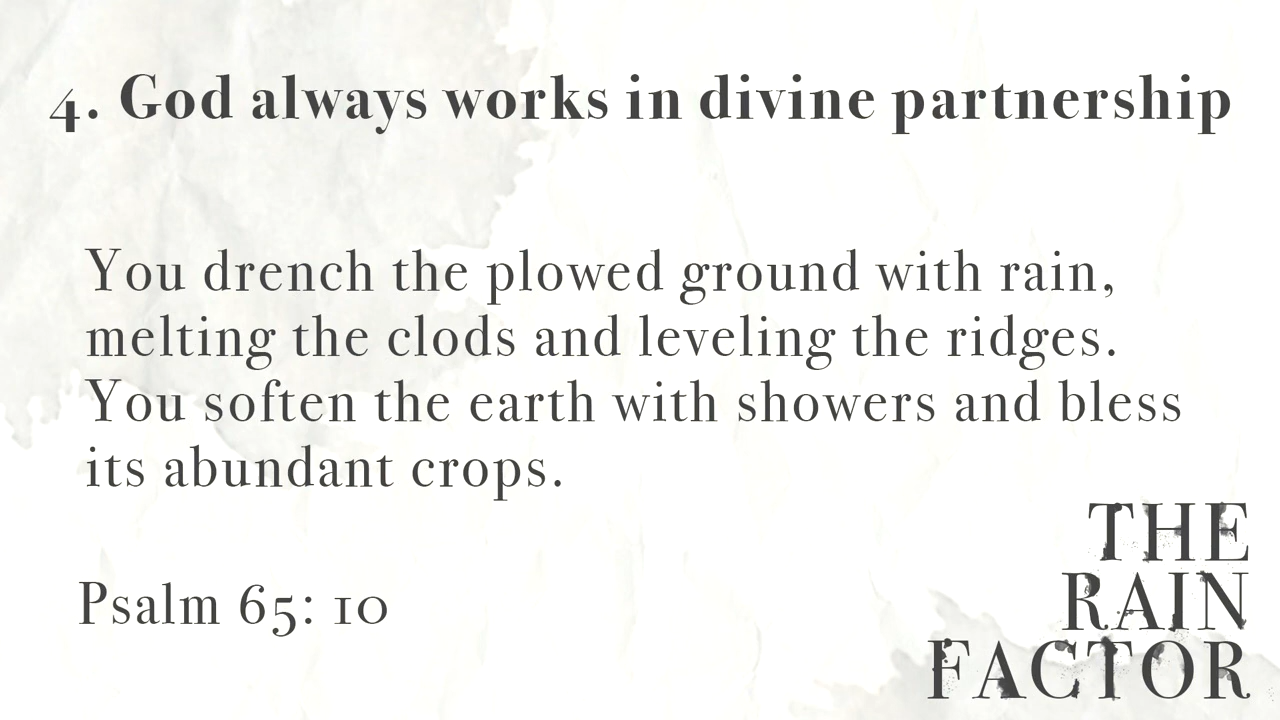 4. God always works in divine partnership
You drench the plowed ground with rain,
melting the clods and leveling the ridges.
You soften the earth with showers and bless
its abundant crops.
Psalm 65: 10
THE
RAIN
FACTOR